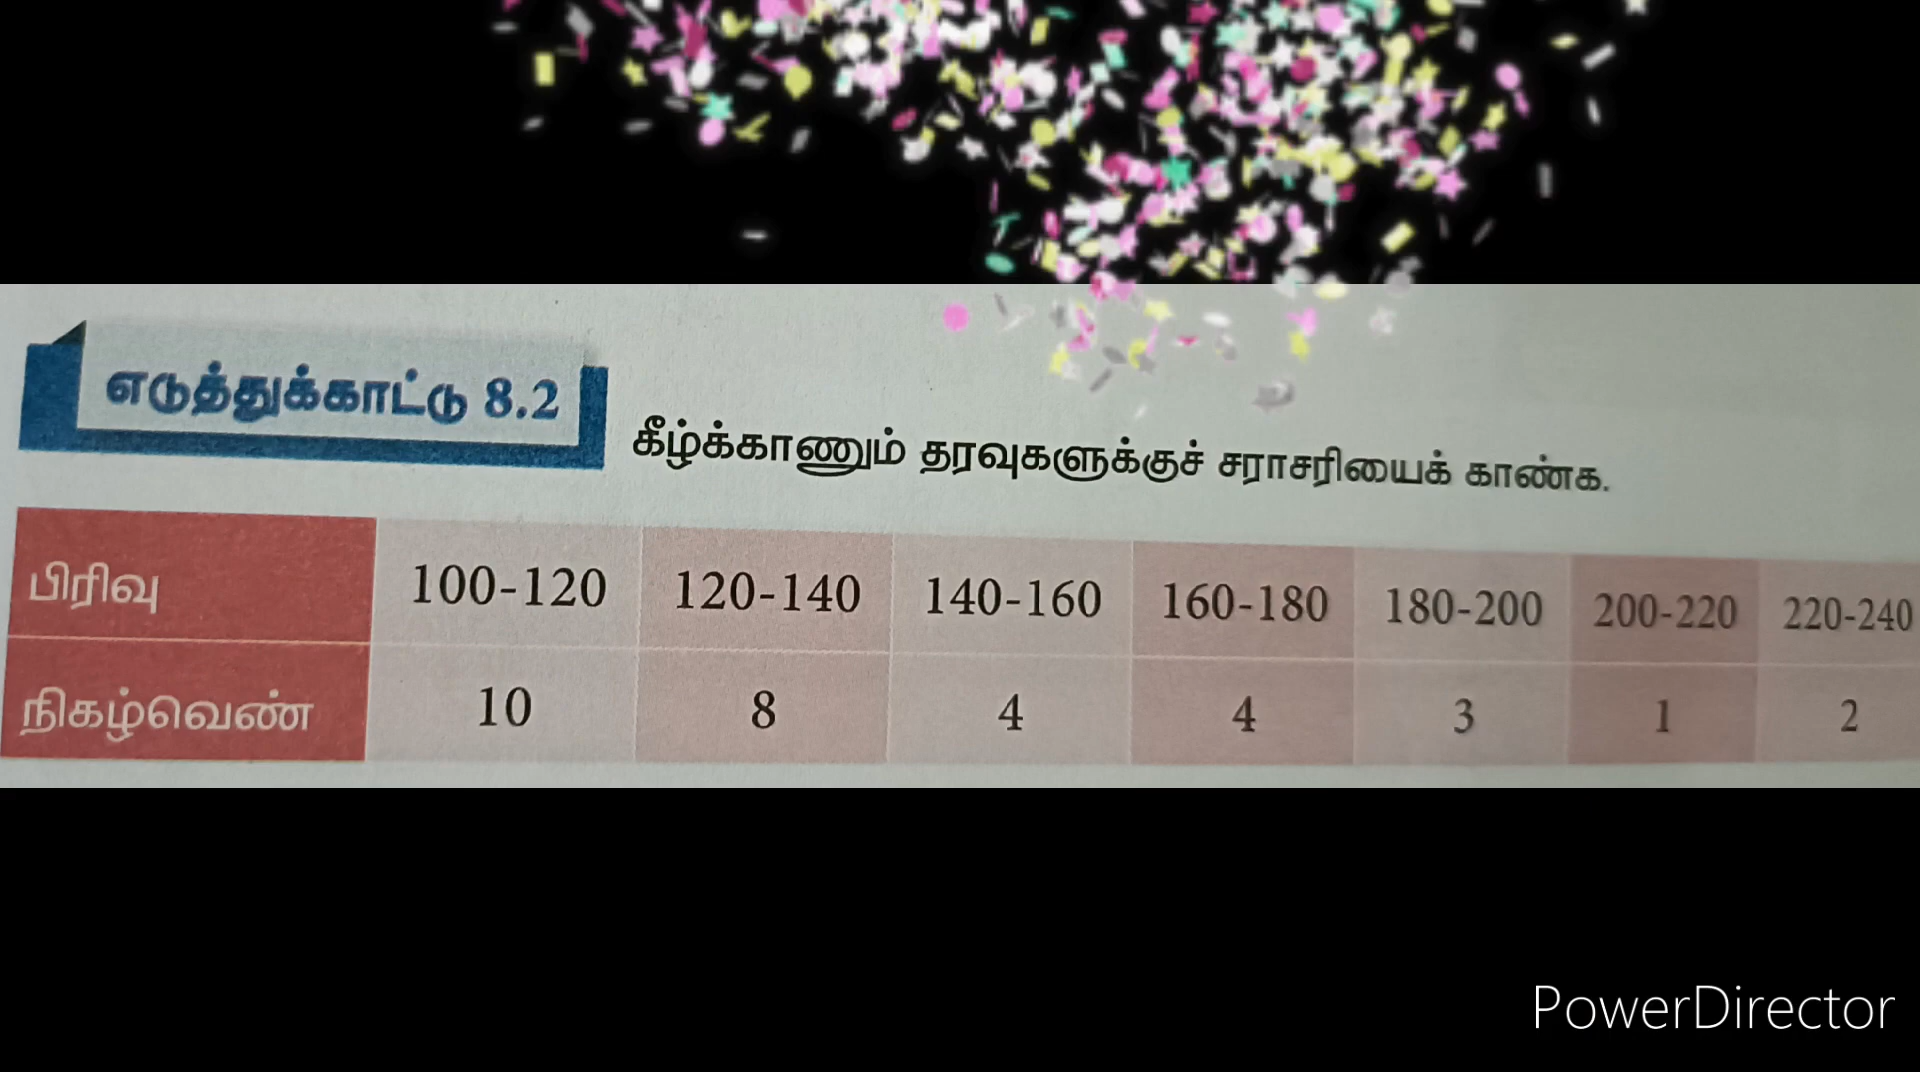 எடுத்துக்காட்டு 8.2
கீழ்க்காணும் தரவுகளுக்குச் சராசரியைக் காண்க.
பிரிவு 100-120 120-140 140-160 160-180 180-200 200-220 220-240
நிகழ்வெண் 10 8 4 4 3 1 2
PowerDirector